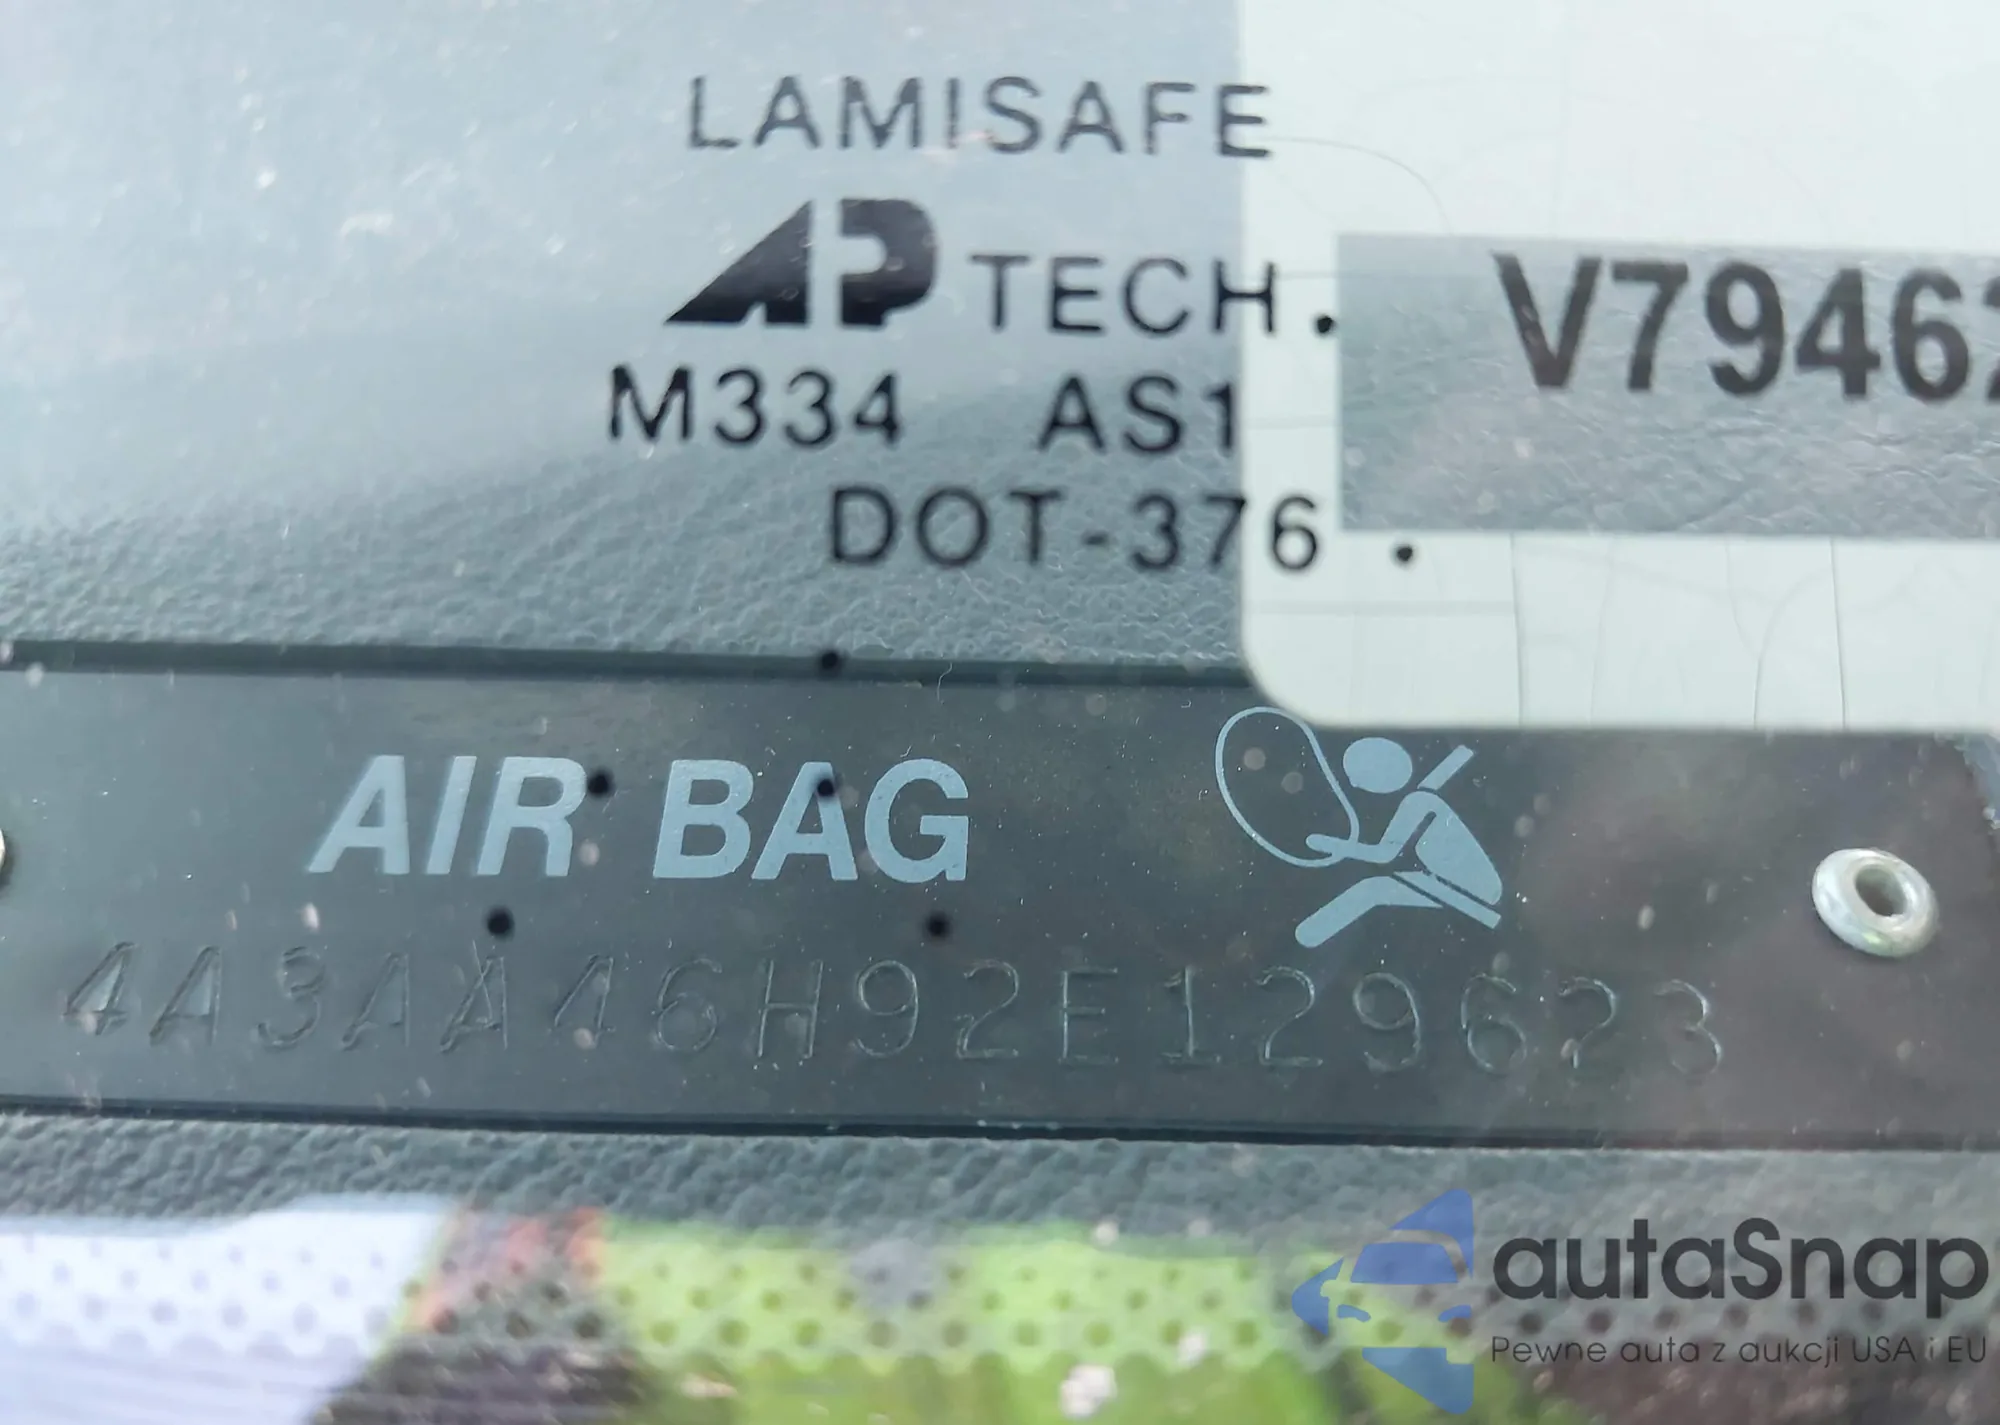 LAMISAFE
AP TECH.
M334 AS1
DOT-376
V7946
AIR BAG
4A3AA46H92E129623
autaSnap
Pewne auta z aukcji USA i EU